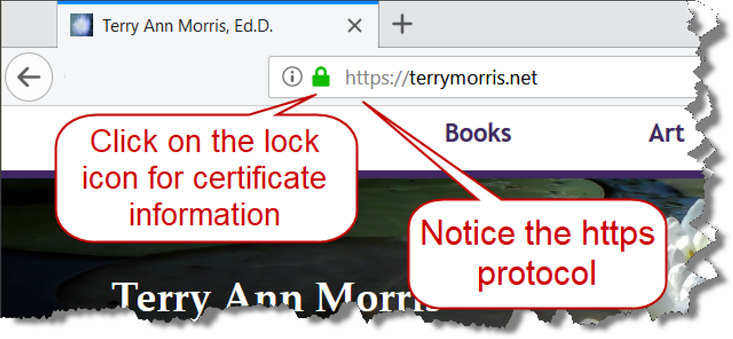 Terry Ann Morris, Ed.D.
https://terrymorris.net
Click on the lock
icon for certificate
information
Books
Art
Notice the https
protocol
Terry Ann Morris